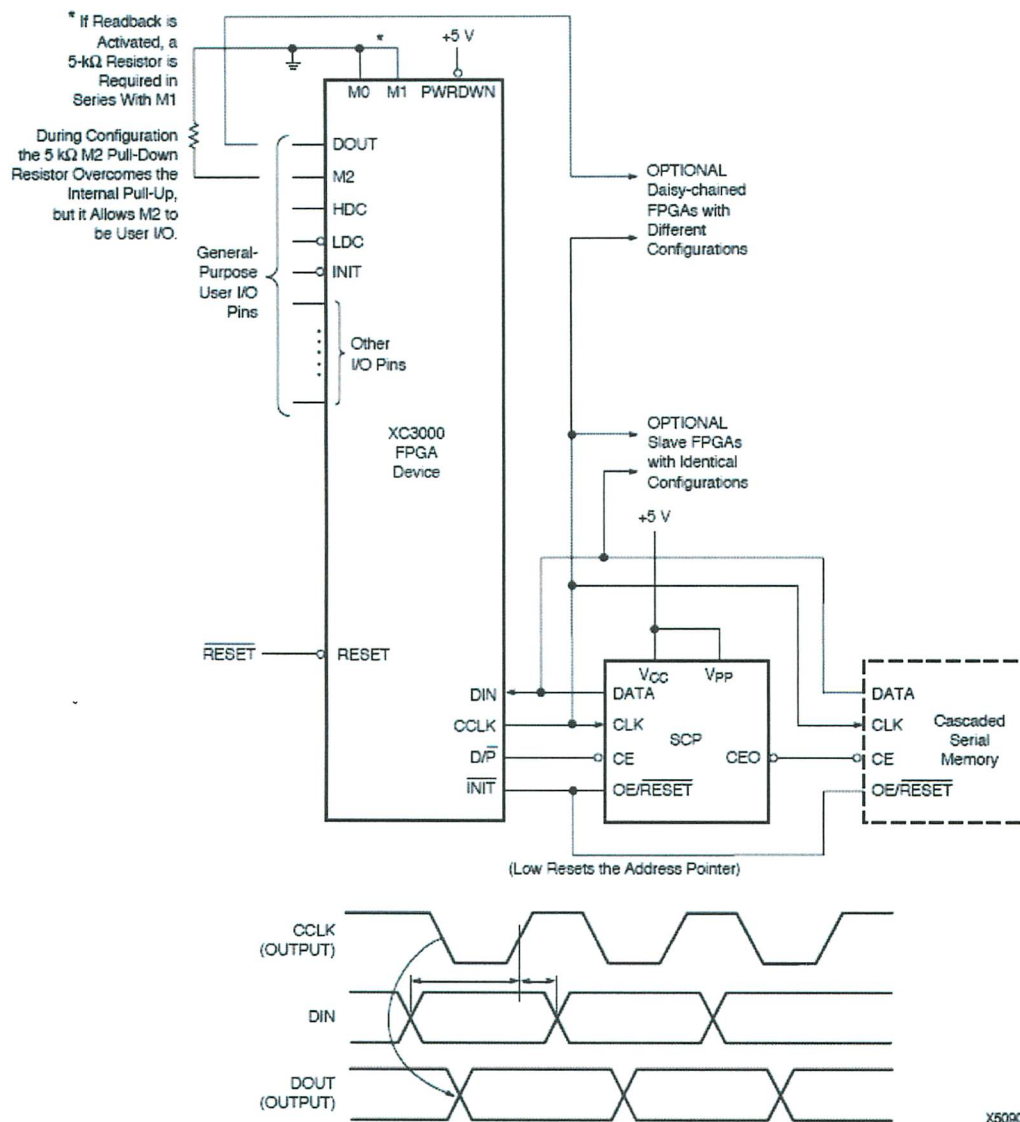 * If Readback is
Activated, a
5-kΩ Resistor is
Required in
Series With M1
*
+5 V
M0 M1 PWRDWN
During Configuration
the 5 kΩ M2 Pull-Down
Resistor Overcomes the
Internal Pull-Up,
but it Allows M2 to
be User I/O.
General-
Purpose
User I/O
Pins
DOUT
M2
HDC
LDC
INIT
Other
I/O Pins
XC3000
FPGA
Device
RESET
RESET
OPTIONAL
Daisy-chained
FPGAs with
Different
Configurations
OPTIONAL
Slave FPGAs
with Identical
Configurations
+5 V
DIN
CCLK
D/P
INIT
VCC VPP
DATA
CLK
SCP
CE
CEO
OE/RESET
DATA
CLK
CE
OE/RESET
Cascaded
Serial
Memory
(Low Resets the Address Pointer)
CCLK
(OUTPUT)
DIN
DOUT
(OUTPUT)
X5090